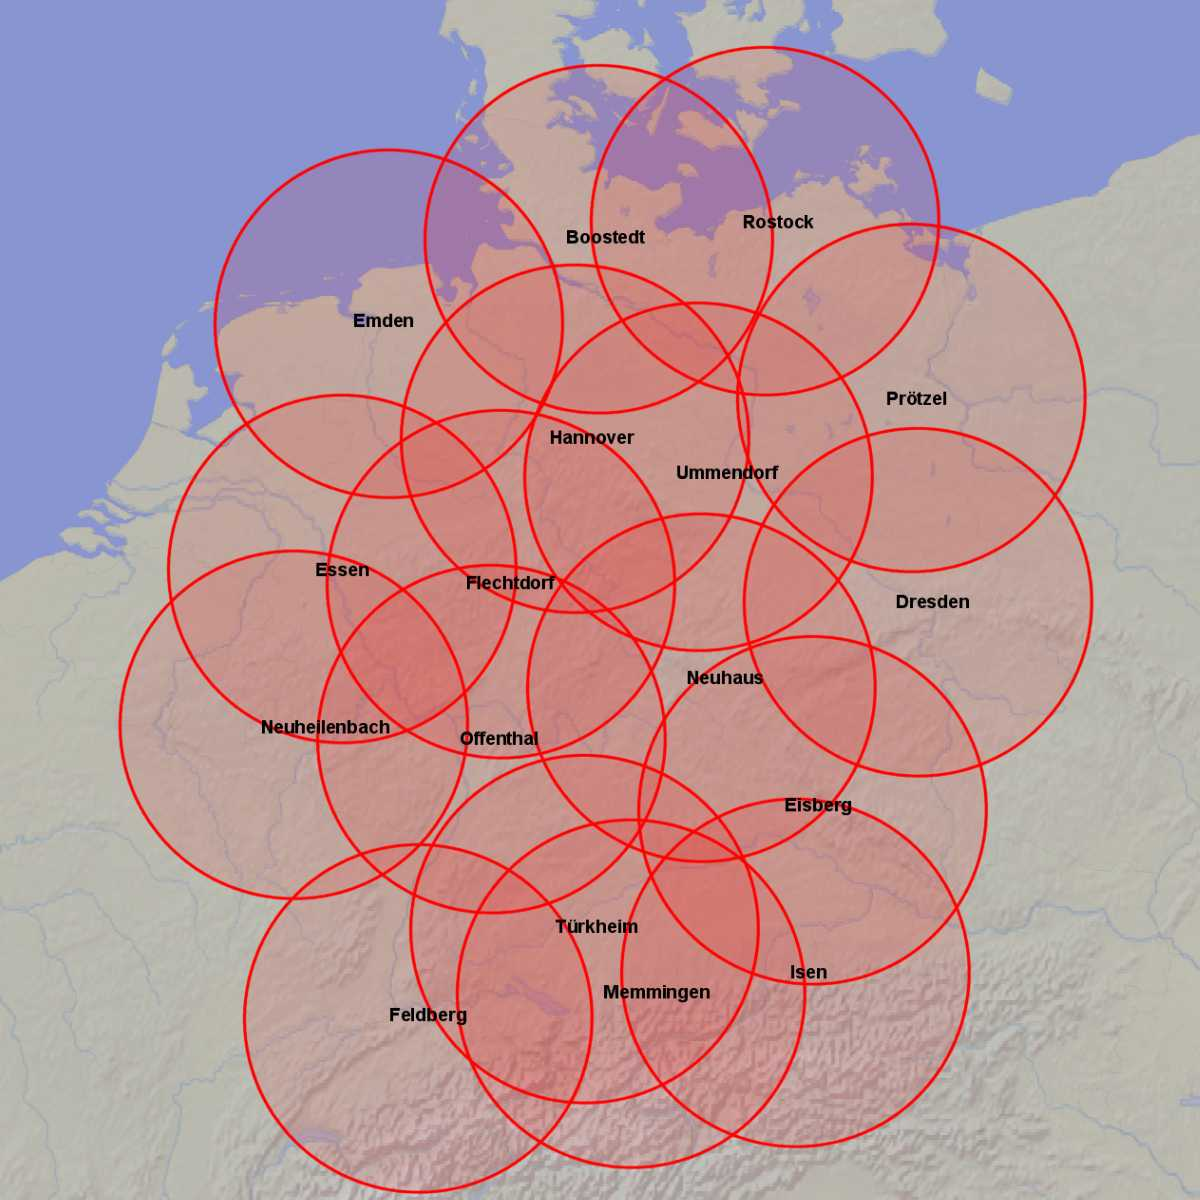 Rostock
Boostedt
Emden
Prötzel
Hannover
Ummendorf
Essen
Flechtdorf
Dresden
Neuhaus
Neuheilenbach
Offenthal
Eisberg
Türkheim
Isen
Memmingen
Feldberg